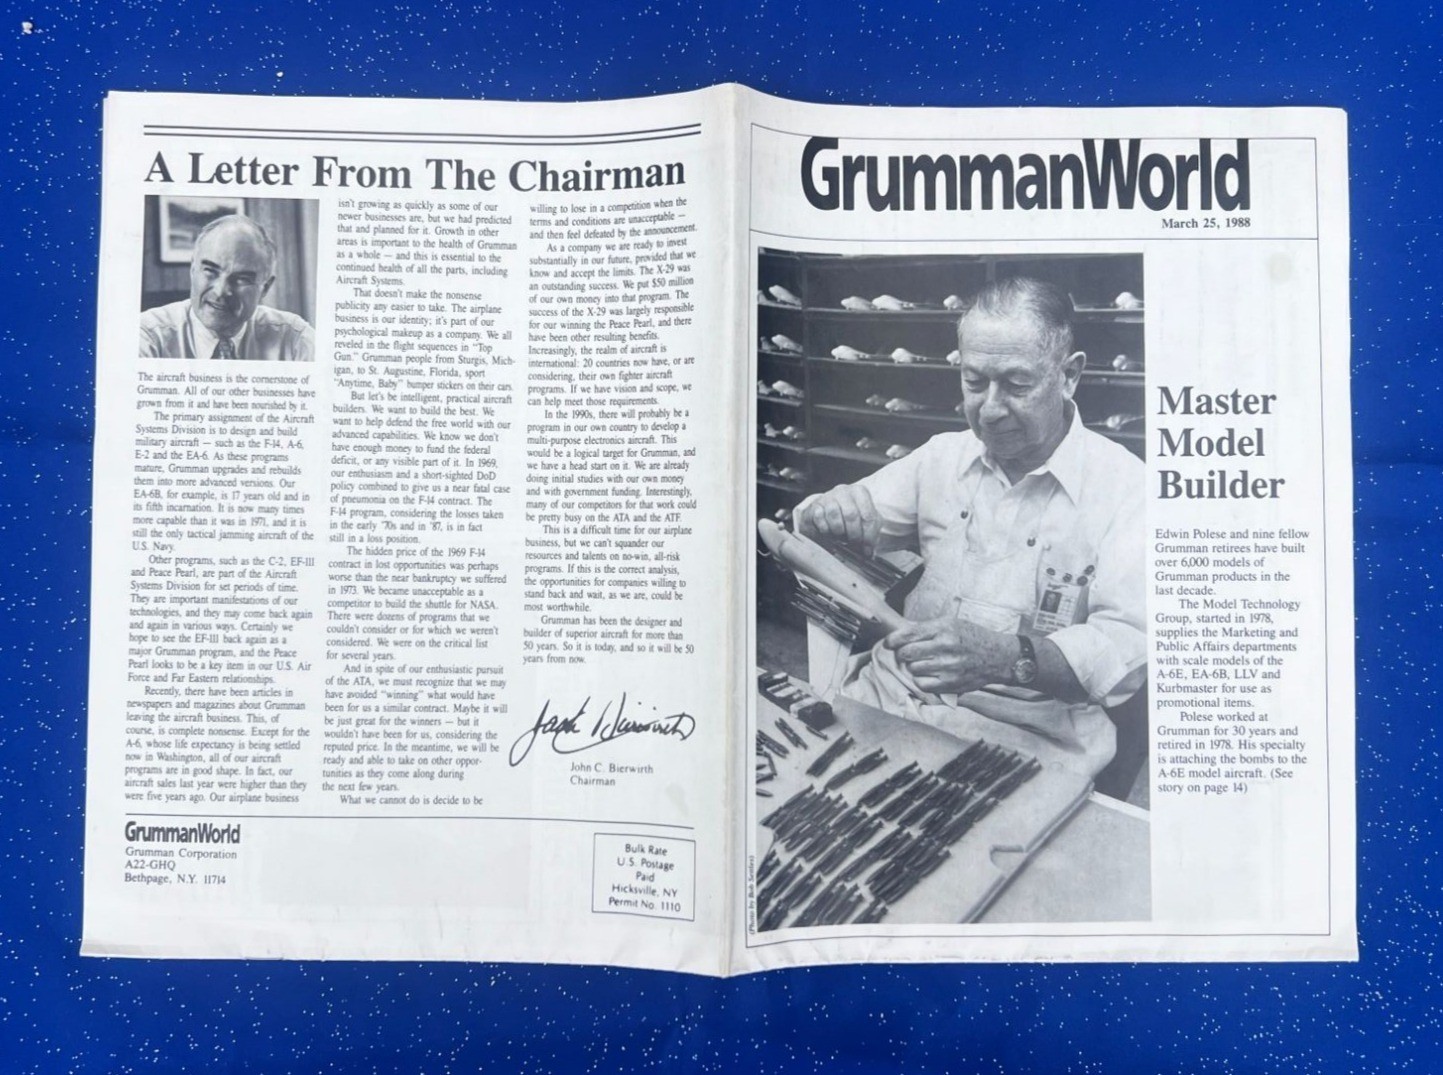 A Letter From The Chairman
The aircraft business is the cornerstone of
Grumman. All of our other businesses have
grown from it and have been nourished by it.
The primary assignment of the Aircraft
Systems Division is to design and build
military aircraft — such as the F-14, A-6,
E-2 and the EA-6. As these programs
mature, Grumman upgrades and rebuilds
them into more advanced versions. Our
EA-6B, for example, is 17 years old and in
its fifth incarnation. It is now many times
more capable than it was in 1971, and it is
still the only tactical jamming aircraft of the
U.S. Navy.
Other programs, such as the C-2, EF-111
and Peace Pearl, are part of the Aircraft
Systems Division for set periods of time.
They are important manifestations of our
technologies, and they may come back again
and again in various ways. Certainly we
hope to see the EF-111 back again as a
major Grumman program, and the Peace
Pearl looks to be a key item in our U.S. Air
Force and Far Eastern relationships.
Recently, there have been articles in
newspapers and magazines about Grumman
leaving the aircraft business. This, of
course, is complete nonsense. Except for the
A-6, whose life expectancy is being settled
now in Washington, all of our aircraft
programs are in good shape. In fact, our
aircraft sales last year were higher than they
were five years ago. Our airplane business
isn't growing as quickly as some of our
newer businesses are, but we had predicted
that and planned for it. Growth in other
areas is important to the health of Grumman
as a whole — and this is essential to the
continued health of all the parts, including
Aircraft Systems.
That doesn't make the nonsense
publicity any easier to take. The airplane
business is our identity; it's part of our
psychological makeup as a company. We all
reveled in the flight sequences in "Top
Gun." Grumman people from Sturgis, Mich-
igan, to St. Augustine, Florida, sport
"Anytime, Baby" bumper stickers on their cars.
But let's be intelligent, practical aircraft
builders. We want to build the best. We
want to help defend the free world with our
advanced capabilities. We know we don't
have enough money to fund the federal
deficit, or any visible part of it. In 1969,
our enthusiasm and a short-sighted DoD
policy combined to give us a near fatal case
of pneumonia on the F-14 contract. The
F-14 program, considering the losses taken
in the early '70s and in '87, is in fact
still in a loss position.
The hidden price of the 1969 F-14
contract in lost opportunities was perhaps
worse than the near bankruptcy we suffered
in 1973. We became unacceptable as a
competitor to build the shuttle for NASA.
There were dozens of programs that we
couldn't consider or for which we weren't
considered. We were on the critical list
for several years.
And in spite of our enthusiastic pursuit
of the ATA, we must recognize that we may
have avoided "winning" what would have
been for us a similar contract. Maybe it will
be just great for the winners — but it
wouldn't have been for us, considering the
reputed price. In the meantime, we will be
ready and able to take on other oppor-
tunities as they come along during
the next few years.
What we cannot do is decide to be
willing to lose in a competition when the
terms and conditions are unacceptable —
and then feel defeated by the announcement.
As a company we are ready to invest
substantially in our future, provided that we
know and accept the limits. The X-29 was
an outstanding success. We put $50 million
of our own money into that program. The
success of the X-29 was largely responsible
for our winning the Peace Pearl, and there
have been other resulting benefits.
Increasingly, the realm of aircraft is
international: 20 countries now have, or are
considering, their own fighter aircraft
programs. If we have vision and scope, we
can help meet those requirements.
In the 1990s, there will probably be a
program in our own country to develop a
multi-purpose electronics aircraft. This
would be a logical target for Grumman, and
we have a head start on it. We are already
doing initial studies with our own money
and with government funding. Interestingly,
many of our competitors for that work could
be pretty busy on the ATA and the ATF.
This is a difficult time for our airplane
business, but we can't squander our
resources and talents on no-win, all-risk
programs. If this is the correct analysis,
the opportunities for companies willing to
stand back and wait, as we are, could be
most worthwhile.
Grumman has been the designer and
builder of superior aircraft for more than
50 years. So it is today, and so it will be 50
years from now.
Jack Bierwirth
John C. Bierwirth
Chairman
GrummanWorld
Grumman Corporation
A22-GHQ
Bethpage, N.Y. 11714
Bulk Rate
U.S. Postage
Paid
Hicksville, NY
Permit No. 1110
GrummanWorld
March 25, 1988
Master
Model
Builder
Edwin Polese and nine fellow
Grumman retirees have built
over 6,000 models of
Grumman products in the
last decade.
The Model Technology
Group, started in 1978,
supplies the Marketing and
Public Affairs departments
with scale models of the
A-6E, EA-6B, LLV and
Kurbmaster for use as
promotional items.
Polese worked at
Grumman for 30 years and
retired in 1978. His specialty
is attaching the bombs to the
A-6E model aircraft. (See
story on page 14)
(Photo by Bob Settles)